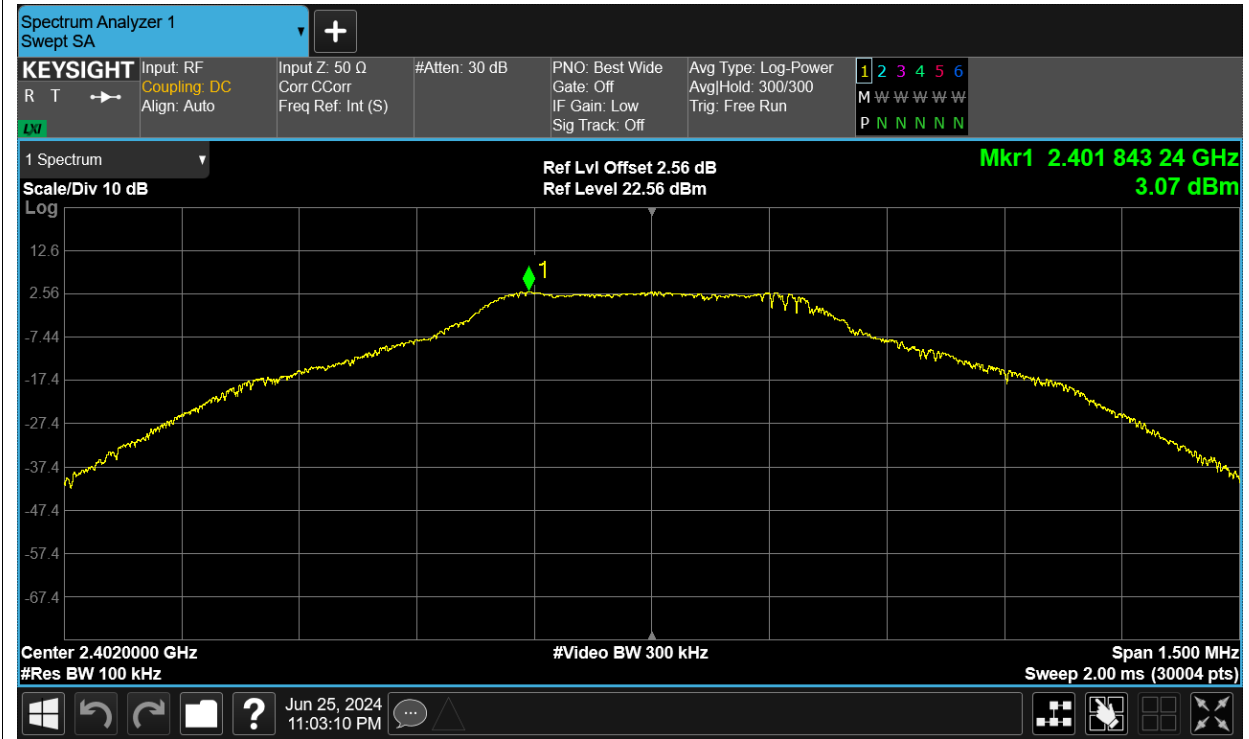 Spectrum Analyzer 1
Swept SA
KEYSIGHT
R T
LXI
Input: RF
Coupling: DC
Align: Auto
Input Z: 50 Ω
Corr CCorr
Freq Ref: Int (S)
#Atten: 30 dB
PNO: Best Wide
Gate: Off
IF Gain: Low
Sig Track: Off
Avg Type: Log-Power
Avg|Hold: 300/300
Trig: Free Run
1 2 3 4 5 6
M W W W W W
P N N N N N
1 Spectrum
Scale/Div 10 dB
Ref Lvl Offset 2.56 dB
Ref Level 22.56 dBm
Mkr1 2.401 843 24 GHz
3.07 dBm
Log
12.6
1
2.56
-7.44
-17.4
-27.4
-37.4
-47.4
-57.4
-67.4
Center 2.4020000 GHz
#Video BW 300 kHz
Span 1.500 MHz
#Res BW 100 kHz
Sweep 2.00 ms (30004 pts)
?
Jun 25, 2024
11:03:10 PM